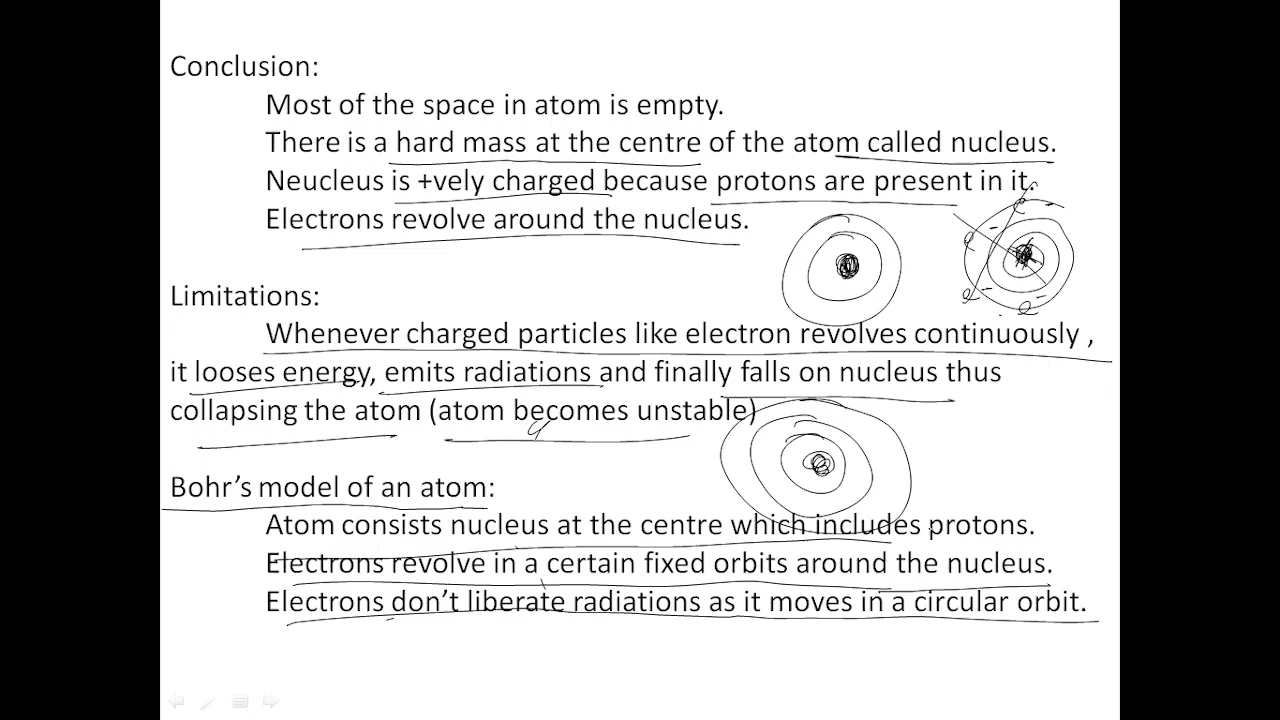 Conclusion:
Most of the space in atom is empty.
There is a hard mass at the centre of the atom called nucleus.
Neucleus is +vely charged because protons are present in it.
Electrons revolve around the nucleus.
Limitations:
Whenever charged particles like electron revolves continuously ,
it looses energy, emits radiations and finally falls on nucleus thus
collapsing the atom (atom becomes unstable)
Bohr’s model of an atom:
Atom consists nucleus at the centre which includes protons.
Electrons revolve in a certain fixed orbits around the nucleus.
Electrons don’t liberate radiations as it moves in a circular orbit.